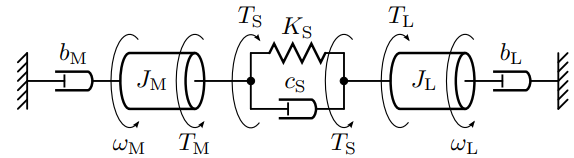 T_S K_S T_L
b_M J_M c_S J_L b_L
ω_M T_M T_S ω_L